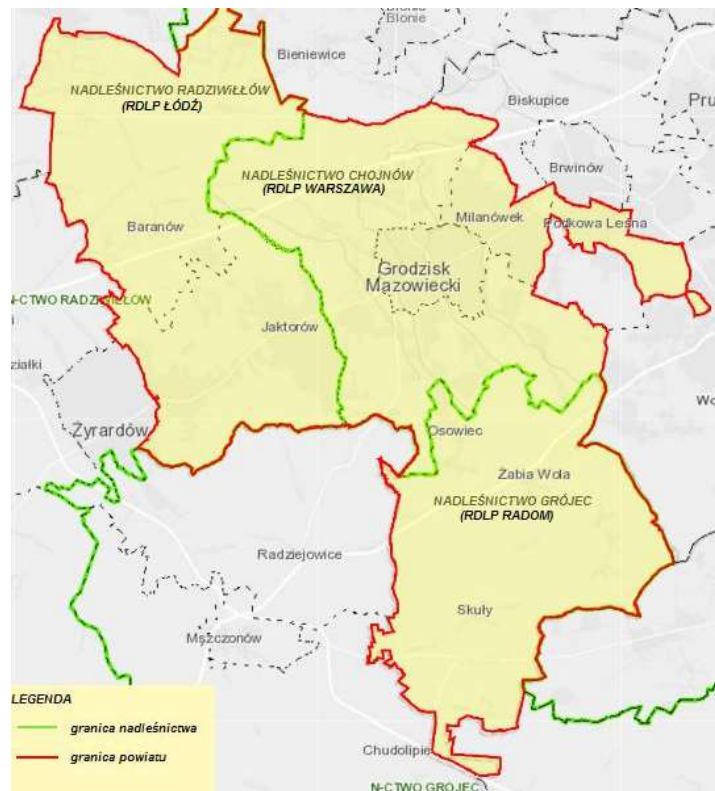 Błonie
Blonie
Bieniewice
NADLEŚNICTWO RADZIWIŁŁÓW
(RDLP ŁÓDŹ)
Biskupice
Pru
NADLEŚNICTWO CHOJNÓW
(RDLP WARSZAWA)
Brwinów
Baranów
Milanówek
Podkowa Leśna
Grodzisk
Mazowiecki
N-CTWO RADZIWIŁŁÓW
Jaktorów
ziałki
Żyrardów
Osowiec
Żabia Wola
NADLEŚNICTWO GRÓJEC
(RDLP RADOM)
Radziejowice
Skuły
Mszczonów
LEGENDA
granica nadleśnictwa
granica powiatu
Chudolipie
N-CTWO GRÓJEC